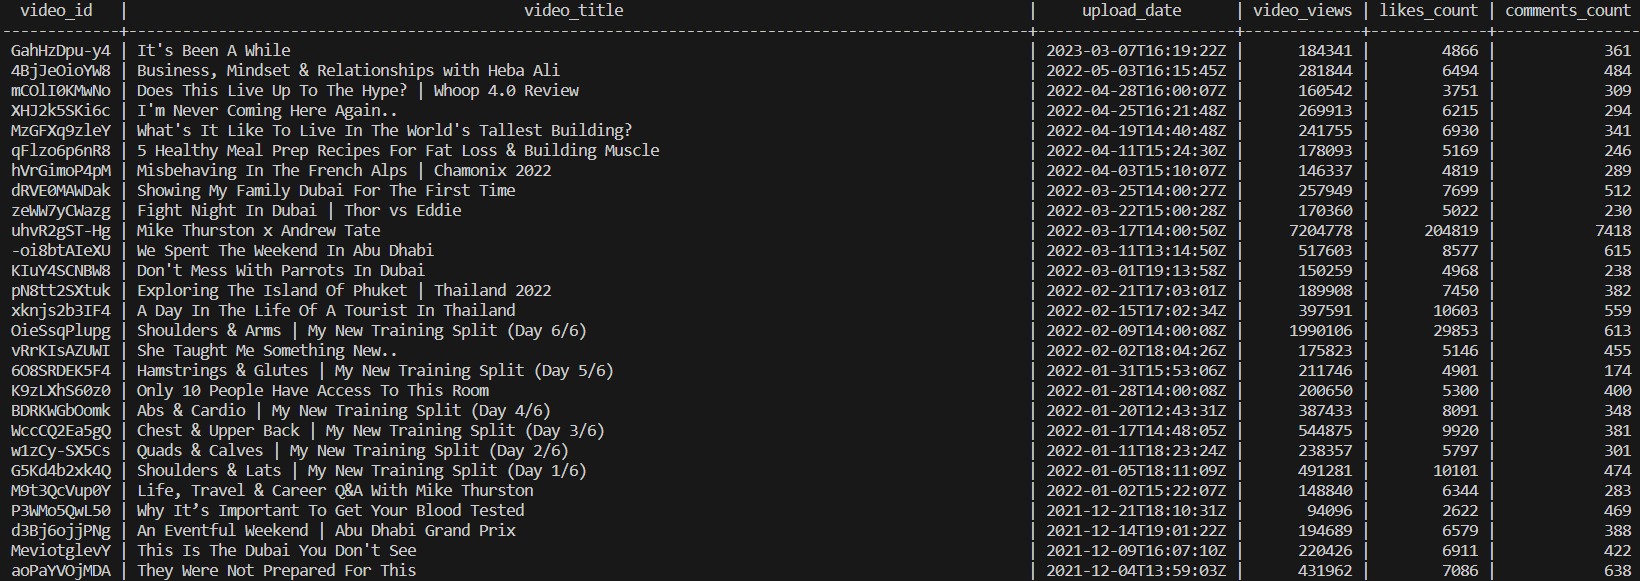 video_id | video_title | upload_date | video_views | likes_count | comments_count
GahHzDpu-y4 | It's Been A While | 2023-03-07T16:19:22Z | 184341 | 4866 | 361
4BjJeOioYW8 | Business, Mindset & Relationships with Heba Ali | 2022-05-03T16:15:45Z | 281844 | 6494 | 484
mCOlI0KMwNo | Does This Live Up To The Hype? | Whoop 4.0 Review | 2022-04-28T16:00:07Z | 160542 | 3751 | 309
XHJ2k5SKi6c | I'm Never Coming Here Again.. | 2022-04-25T16:21:48Z | 269913 | 6215 | 294
MzGFXq9zleY | What's It Like To Live In The World's Tallest Building? | 2022-04-19T14:40:48Z | 241755 | 6930 | 341
qFlzo6p6nR8 | 5 Healthy Meal Prep Recipes For Fat Loss & Building Muscle | 2022-04-11T15:24:30Z | 178093 | 5169 | 246
hVrGimoP4pM | Misbehaving In The French Alps | Chamonix 2022 | 2022-04-03T15:10:07Z | 146337 | 4819 | 289
dRVE0MAWDak | Showing My Family Dubai For The First Time | 2022-03-25T14:00:27Z | 257949 | 7699 | 512
zeWW7yCWazg | Fight Night In Dubai | Thor vs Eddie | 2022-03-22T15:00:28Z | 170360 | 5022 | 230
uhvR2gST-Hg | Mike Thurston x Andrew Tate | 2022-03-17T14:00:50Z | 7204778 | 204819 | 7418
-oi8btAIeXU | We Spent The Weekend In Abu Dhabi | 2022-03-11T13:14:50Z | 517603 | 8577 | 615
KIuY4SCNBW8 | Don't Mess With Parrots In Dubai | 2022-03-01T19:13:58Z | 150259 | 4968 | 238
pN8tt2SXtuk | Exploring The Island Of Phuket | Thailand 2022 | 2022-02-21T17:03:01Z | 189908 | 7450 | 382
xknjs2b3IF4 | A Day In The Life Of A Tourist In Thailand | 2022-02-15T17:02:34Z | 397591 | 10603 | 559
OieSsqPlupg | Shoulders & Arms | My New Training Split (Day 6/6) | 2022-02-09T14:00:08Z | 1990106 | 29853 | 613
vRrKIsAZUWI | She Taught Me Something New.. | 2022-02-02T18:04:26Z | 175823 | 5146 | 455
6O8SRDEK5F4 | Hamstrings & Glutes | My New Training Split (Day 5/6) | 2022-01-31T15:53:06Z | 211746 | 4901 | 174
K9zLXhS60z0 | Only 10 People Have Access To This Room | 2022-01-28T14:00:08Z | 200650 | 5300 | 400
BDRKWGbOomk | Abs & Cardio | My New Training Split (Day 4/6) | 2022-01-20T12:43:31Z | 387433 | 8091 | 348
WccCQ2Ea5gQ | Chest & Upper Back | My New Training Split (Day 3/6) | 2022-01-17T14:48:05Z | 544875 | 9920 | 381
w1zCy-SX5Cs | Quads & Calves | My New Training Split (Day 2/6) | 2022-01-11T18:23:24Z | 238357 | 5797 | 301
G5Kd4b2xk4Q | Shoulders & Lats | My New Training Split (Day 1/6) | 2022-01-05T18:11:09Z | 491281 | 10101 | 474
M9t3QcVup0Y | Life, Travel & Career Q&A With Mike Thurston | 2022-01-02T15:22:07Z | 148840 | 6344 | 283
P3WMo5QwL50 | Why It’s Important To Get Your Blood Tested | 2021-12-21T18:10:31Z | 94096 | 2622 | 469
d3Bj6ojjPNg | An Eventful Weekend | Abu Dhabi Grand Prix | 2021-12-14T19:01:22Z | 194689 | 6579 | 388
MeviotglevY | This Is The Dubai You Don't See | 2021-12-09T16:07:10Z | 220426 | 6911 | 422
aoPaYVOjMDA | They Were Not Prepared For This | 2021-12-04T13:59:03Z | 431962 | 7086 | 638